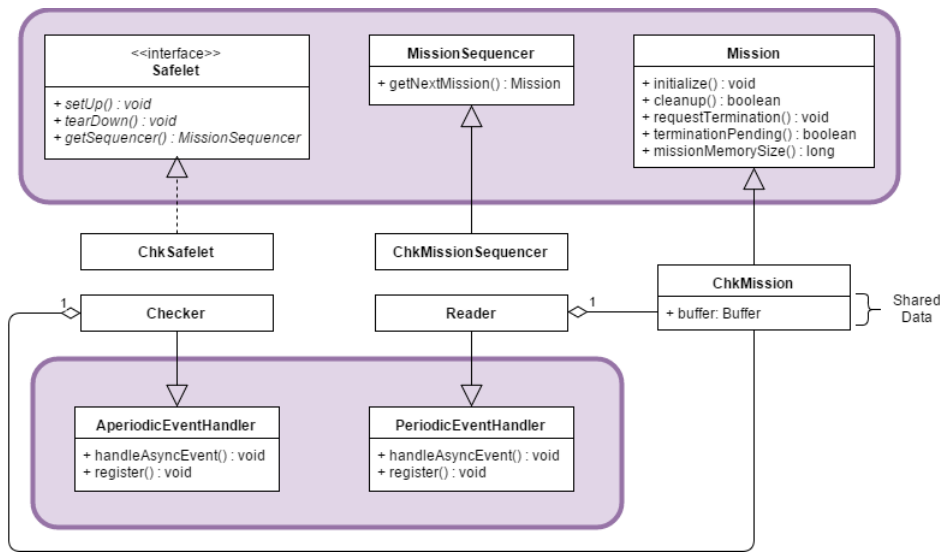 <<interface>>
Safelet
+ setUp() : void
+ tearDown() : void
+ getSequencer() : MissionSequencer
MissionSequencer
+ getNextMission() : Mission
Mission
+ initialize() : void
+ cleanup() : boolean
+ requestTermination() : void
+ terminationPending() : boolean
+ missionMemorySize() : long
ChkSafelet
ChkMissionSequencer
ChkMission
+ buffer: Buffer
Shared
Data
1
Checker
Reader
1
AperiodicEventHandler
+ handleAsyncEvent() : void
+ register() : void
PeriodicEventHandler
+ handleAsyncEvent() : void
+ register() : void